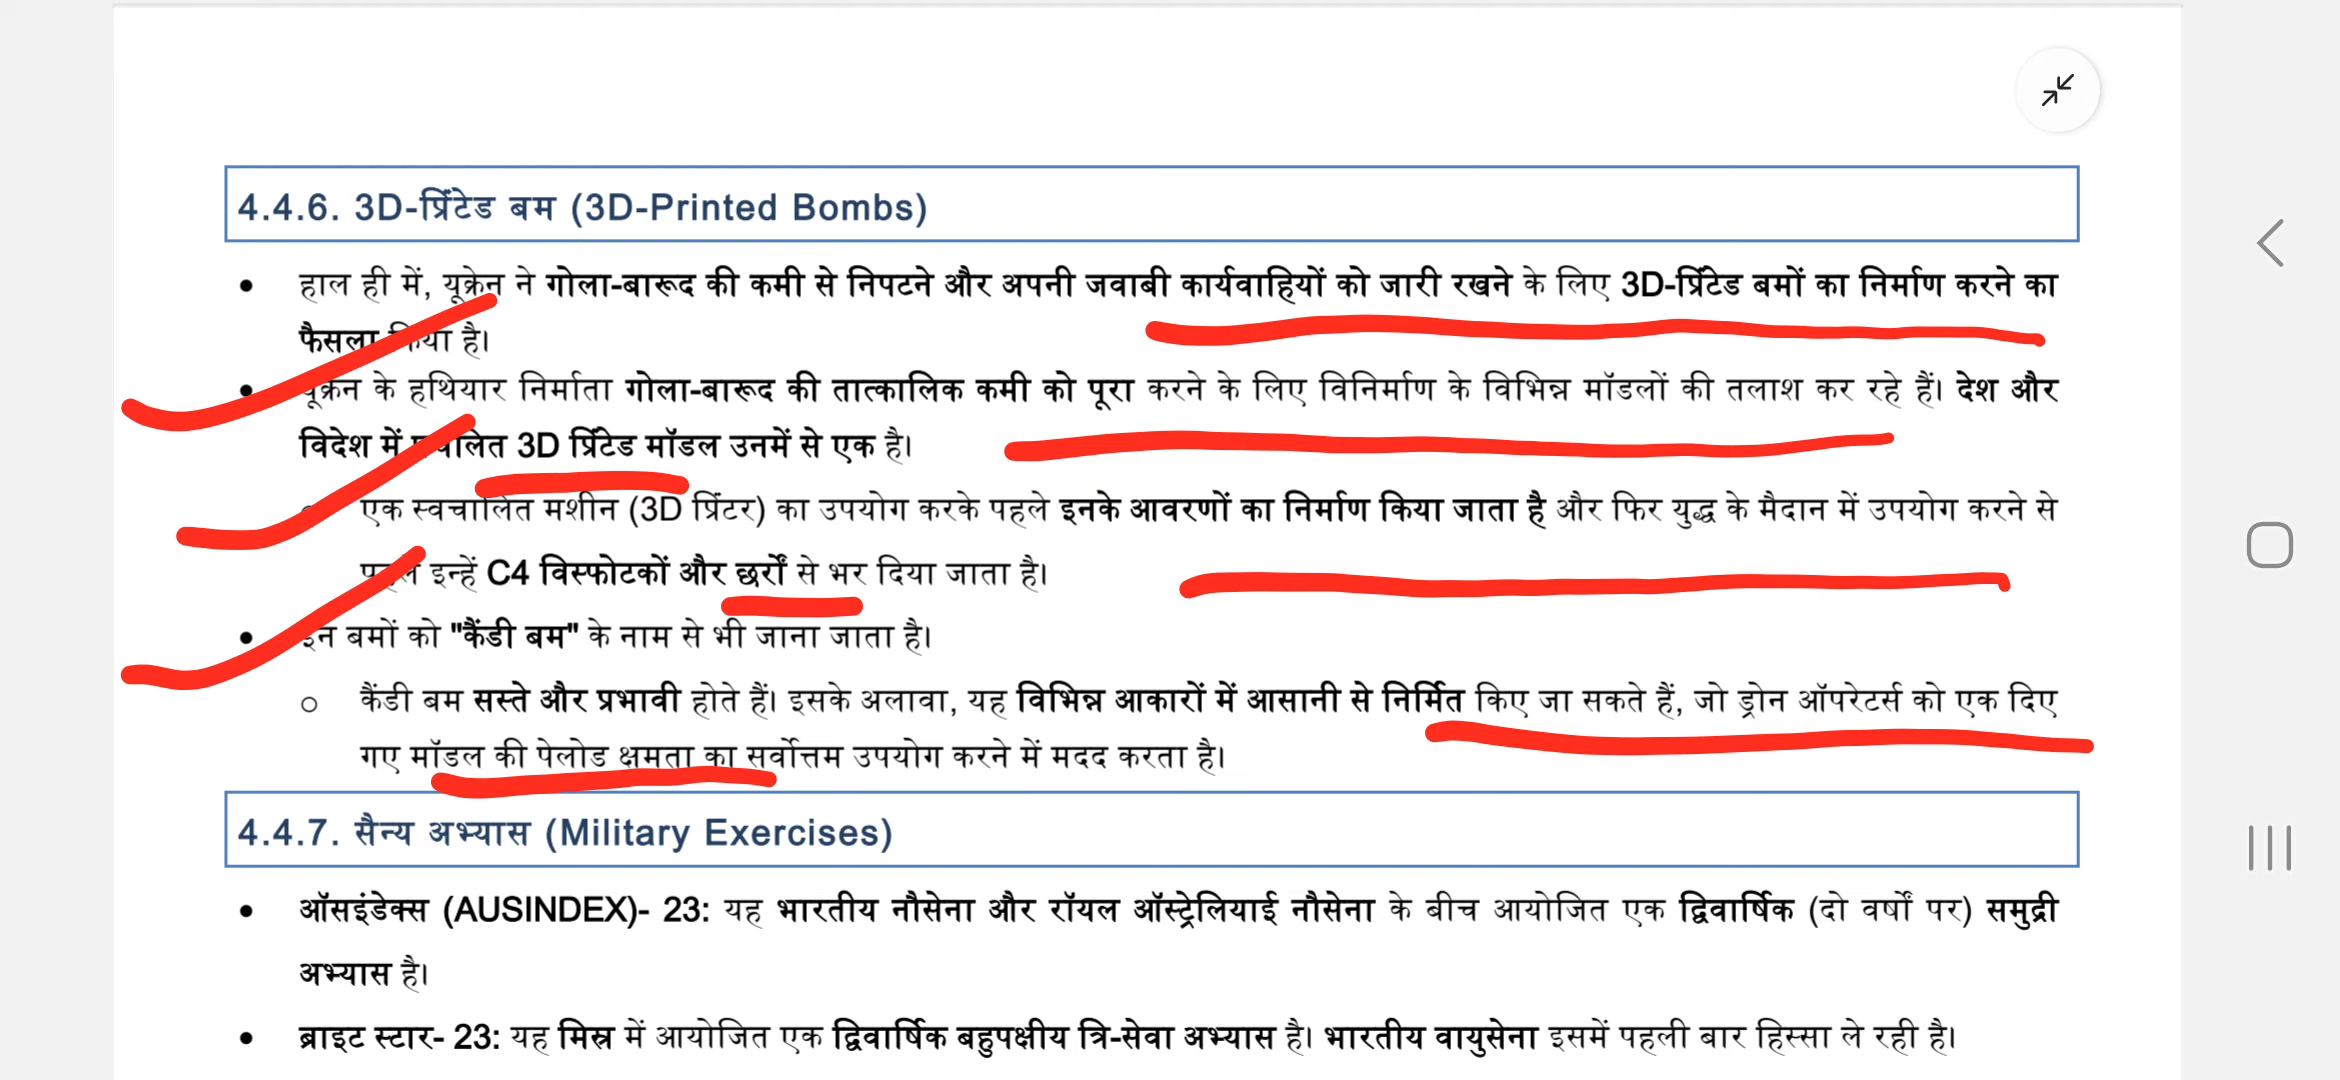 4.4.6. 3D-प्रिंटेड बम (3D-Printed Bombs)
• हाल ही में, यूक्रेन ने गोला-बारूद की कमी से निपटने और अपनी जवाबी कार्यवाहियों को जारी रखने के लिए 3D-प्रिंटेड बमों का निर्माण करने का
फैसला किया है।
• यूक्रेन के हथियार निर्माता गोला-बारूद की तात्कालिक कमी को पूरा करने के लिए विनिर्माण के विभिन्न मॉडलों की तलाश कर रहे हैं। देश और
विदेश में प्रचलित 3D प्रिंटेड मॉडल उनमें से एक है।
o एक स्वचालित मशीन (3D प्रिंटर) का उपयोग करके पहले इनके आवरणों का निर्माण किया जाता है और फिर युद्ध के मैदान में उपयोग करने से
पहले इन्हें C4 विस्फोटकों और छर्रों से भर दिया जाता है।
• इन बमों को "कैंडी बम" के नाम से भी जाना जाता है।
o कैंडी बम सस्ते और प्रभावी होते हैं। इसके अलावा, यह विभिन्न आकारों में आसानी से निर्मित किए जा सकते हैं, जो ड्रोन ऑपरेटर्स को एक दिए
गए मॉडल की पेलोड क्षमता का सर्वोत्तम उपयोग करने में मदद करता है।
4.4.7. सैन्य अभ्यास (Military Exercises)
• ऑसइंडेक्स (AUSINDEX)- 23: यह भारतीय नौसेना और रॉयल ऑस्ट्रेलियाई नौसेना के बीच आयोजित एक द्विवार्षिक (दो वर्षों पर) समुद्री
अभ्यास है।
• ब्राइट स्टार- 23: यह मिस्र में आयोजित एक द्विवार्षिक बहुपक्षीय त्रि-सेवा अभ्यास है। भारतीय वायुसेना इसमें पहली बार हिस्सा ले रही है।